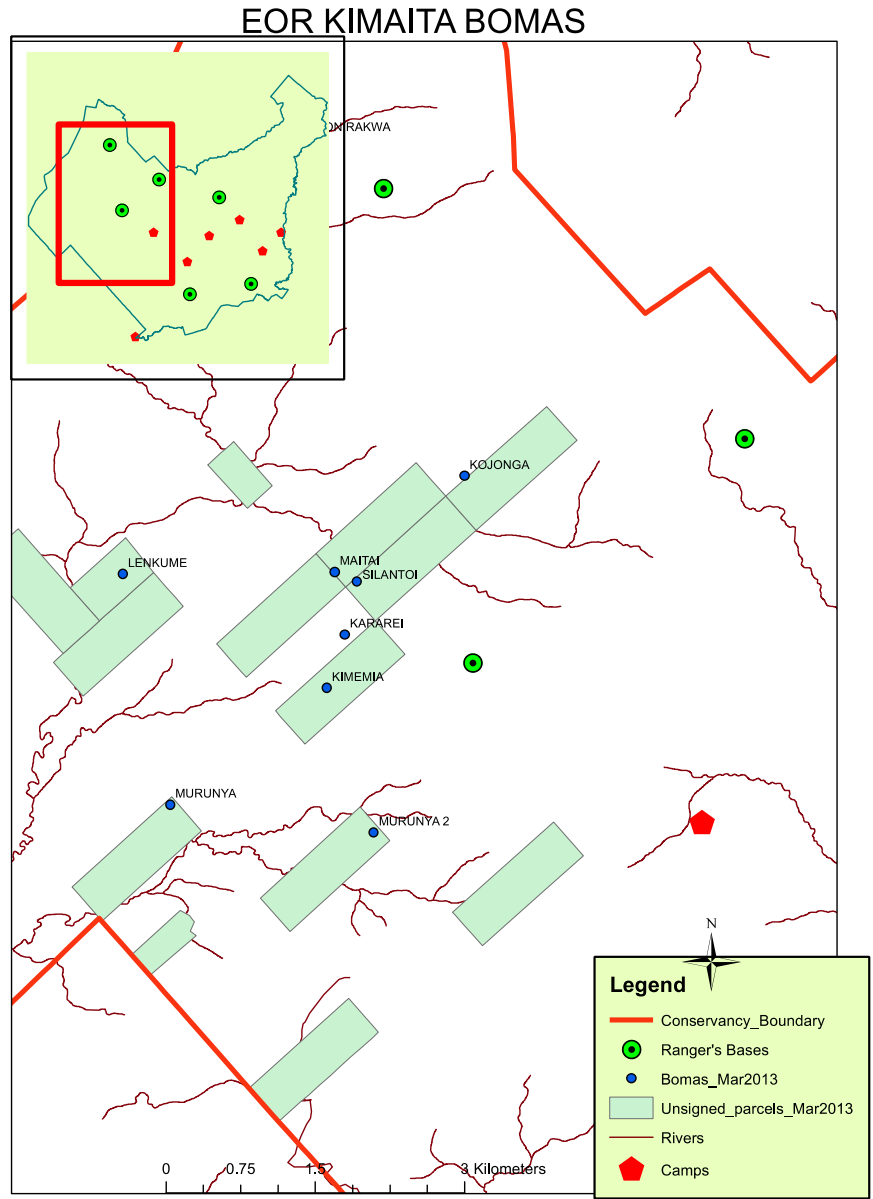 EOR KIMAITA BOMAS
RAKWA
KOJONGA
LENKUME
MAITAI
SILANTOI
KARAREI
KIMEMIA
MURUNYA
MURUNYA 2
N
Legend
Conservancy_Boundary
Ranger's Bases
Bomas_Mar2013
Unsigned_parcels_Mar2013
Rivers
Camps
0 0.75 1.5 3 Kilometers